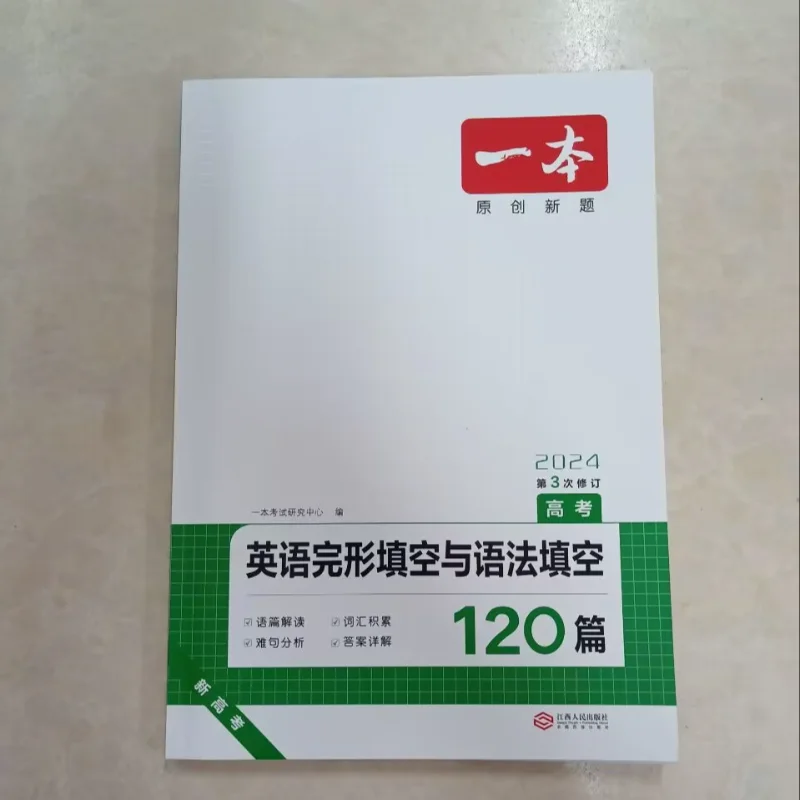 一本
原创新题
2024
第3次修订
高考
一本考试研究中心 编
英语完形填空与语法填空
语篇解读 词汇积累
难句分析 答案详解
120篇
新高考
江西人民出版社